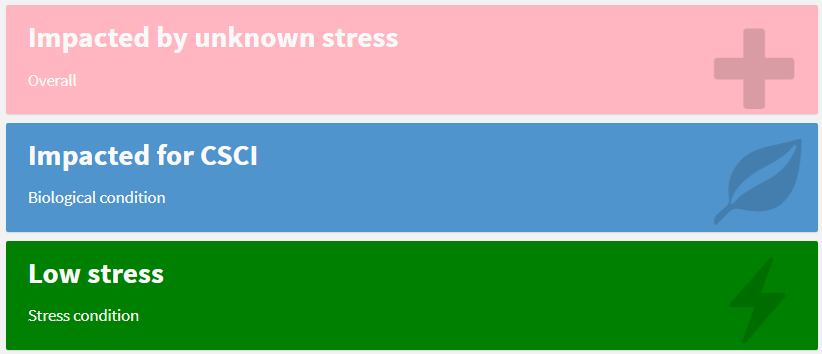 Impacted by unknown stress
Overall
Impacted for CSCI
Biological condition
Low stress
Stress condition